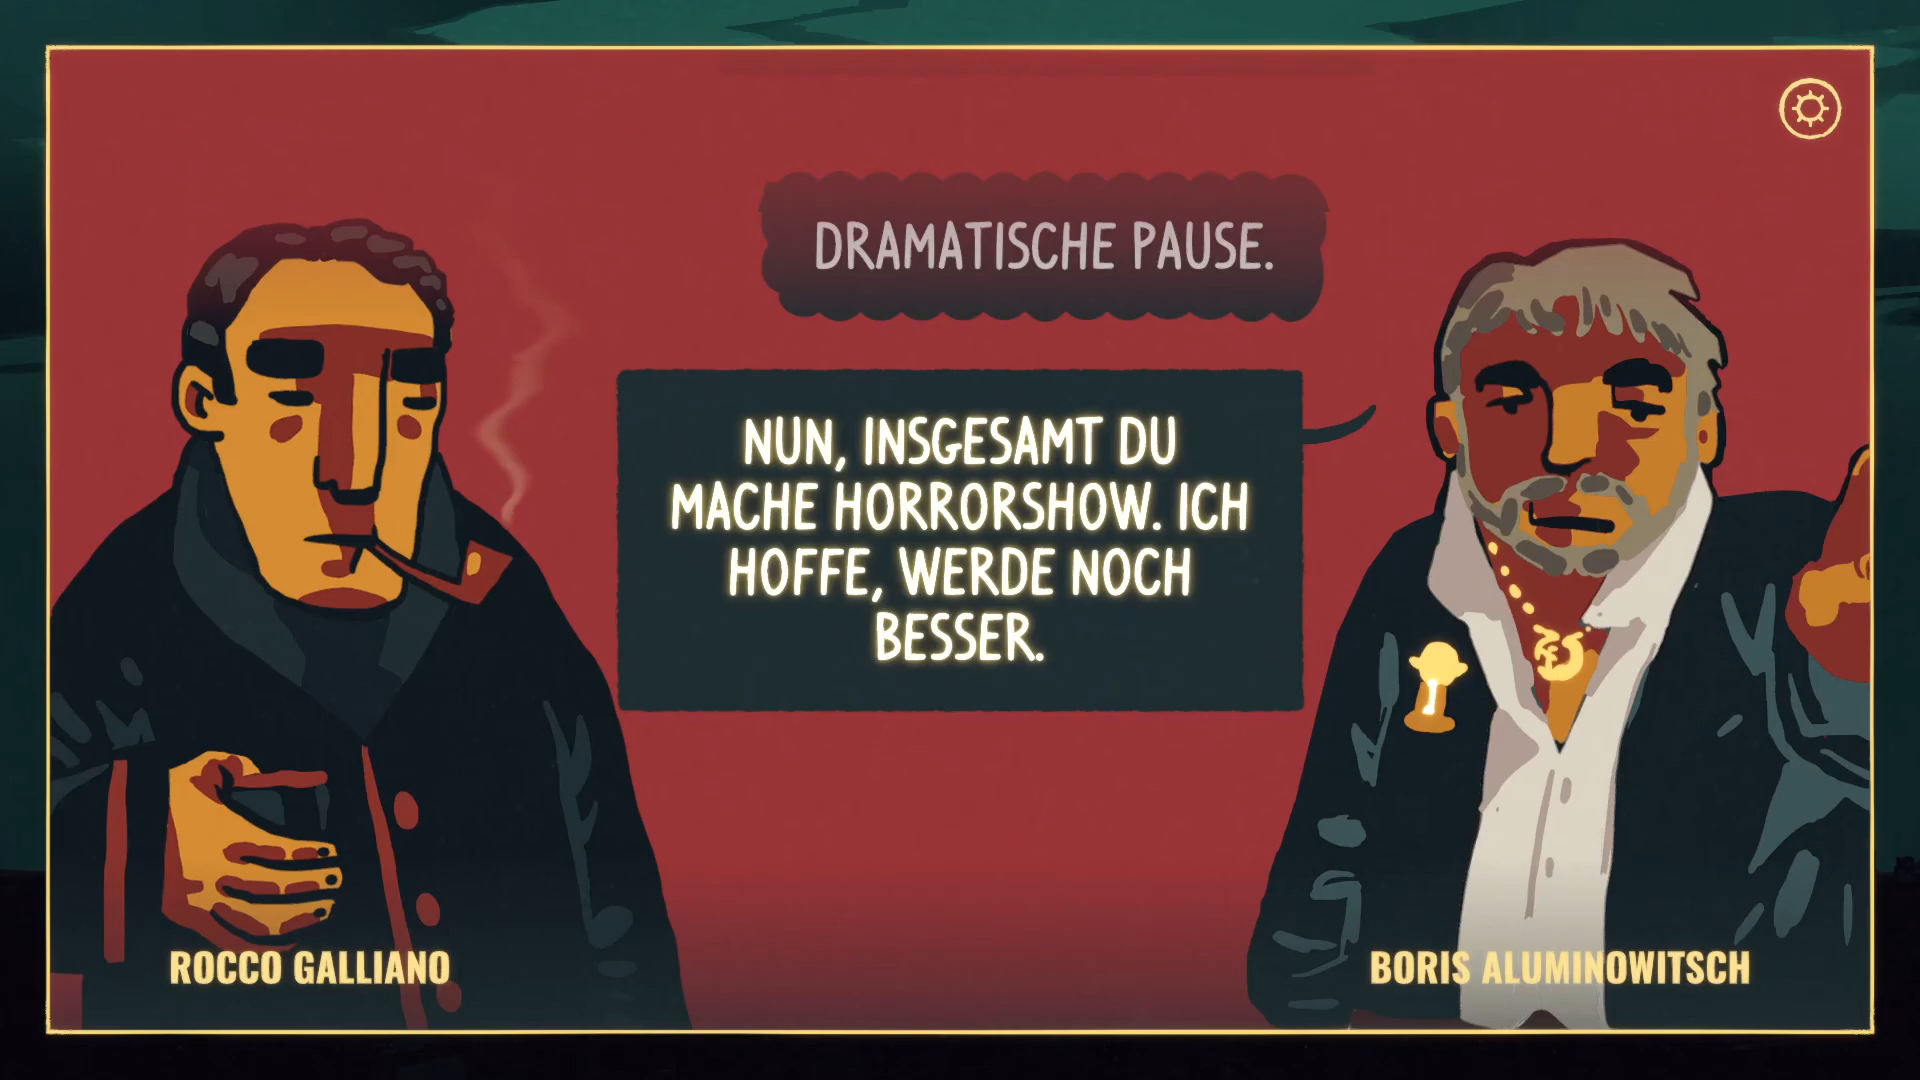 DRAMATISCHE PAUSE.
NUN, INSGESAMT DU
MACHE HORRORSHOW. ICH
HOFFE, WERDE NOCH
BESSER.
ROCCO GALLIANO
BORIS ALUMINOWITSCH